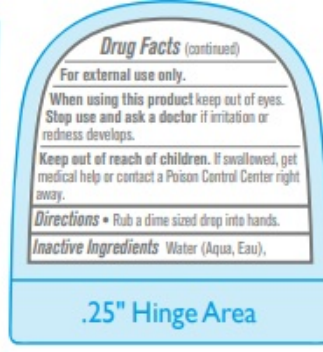 Drug Facts (continued)
For external use only.
When using this product keep out of eyes.
Stop use and ask a doctor if irritation or
redness develops.
Keep out of reach of children. If swallowed, get
medical help or contact a Poison Control Center right
away.
Directions • Rub a dime sized drop into hands.
Inactive Ingredients Water (Aqua, Eau),
.25" Hinge Area